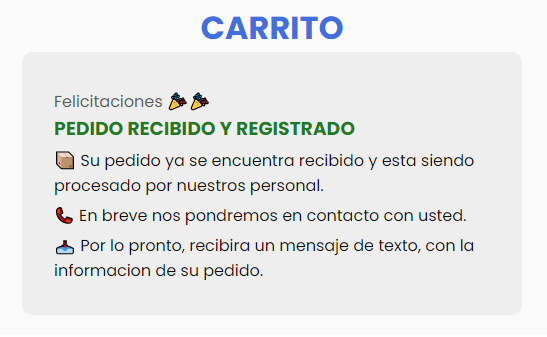 CARRITO
Felicitaciones 🎉🎉
PEDIDO RECIBIDO Y REGISTRADO
📦 Su pedido ya se encuentra recibido y esta siendo
procesado por nuestros personal.
📞 En breve nos pondremos en contacto con usted.
📥 Por lo pronto, recibira un mensaje de texto, con la
informacion de su pedido.